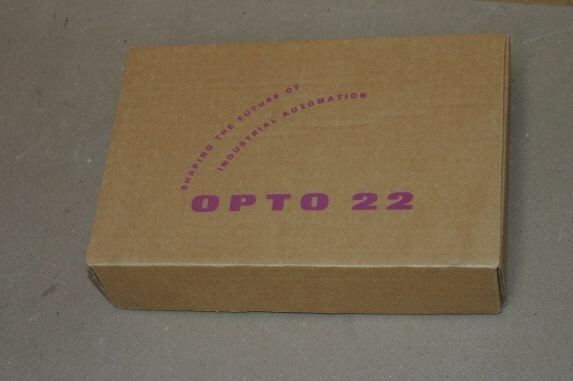 SHAPING THE FUTURE OF
INDUSTRIAL AUTOMATION
OPTO 22